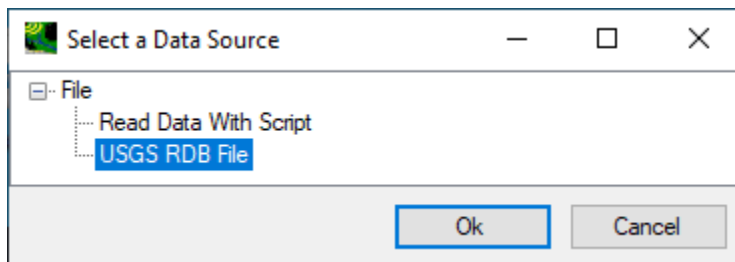 Select a Data Source
File
Read Data With Script
USGS RDB File
Ok Cancel